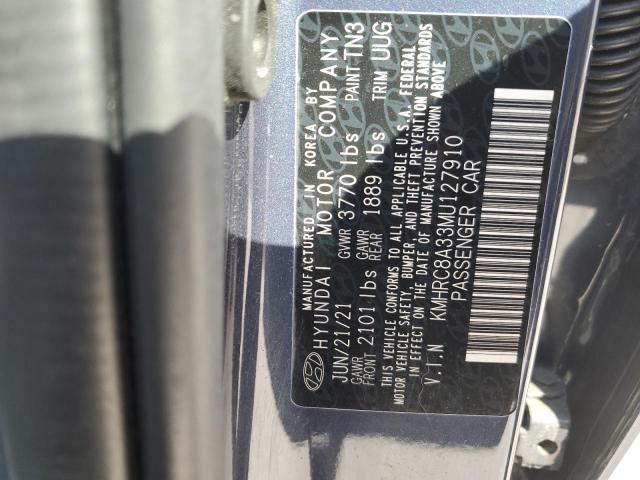 MANUFACTURED IN KOREA BY
HYUNDAI MOTOR COMPANY
JUN/21/21 GVWR 3770 lbs PAINT:TN3
GAWR FRONT 2101 lbs GAWR REAR 1889 lbs TRIM UUG
THIS VEHICLE CONFORMS TO ALL APPLICABLE U.S.A. FEDERAL
MOTOR VEHICLE SAFETY, BUMPER, AND THEFT PREVENTION STANDARDS
IN EFFECT ON THE DATE OF MANUFACTURE SHOWN ABOVE
V.I.N KMHRC8A33MU127910
PASSENGER CAR